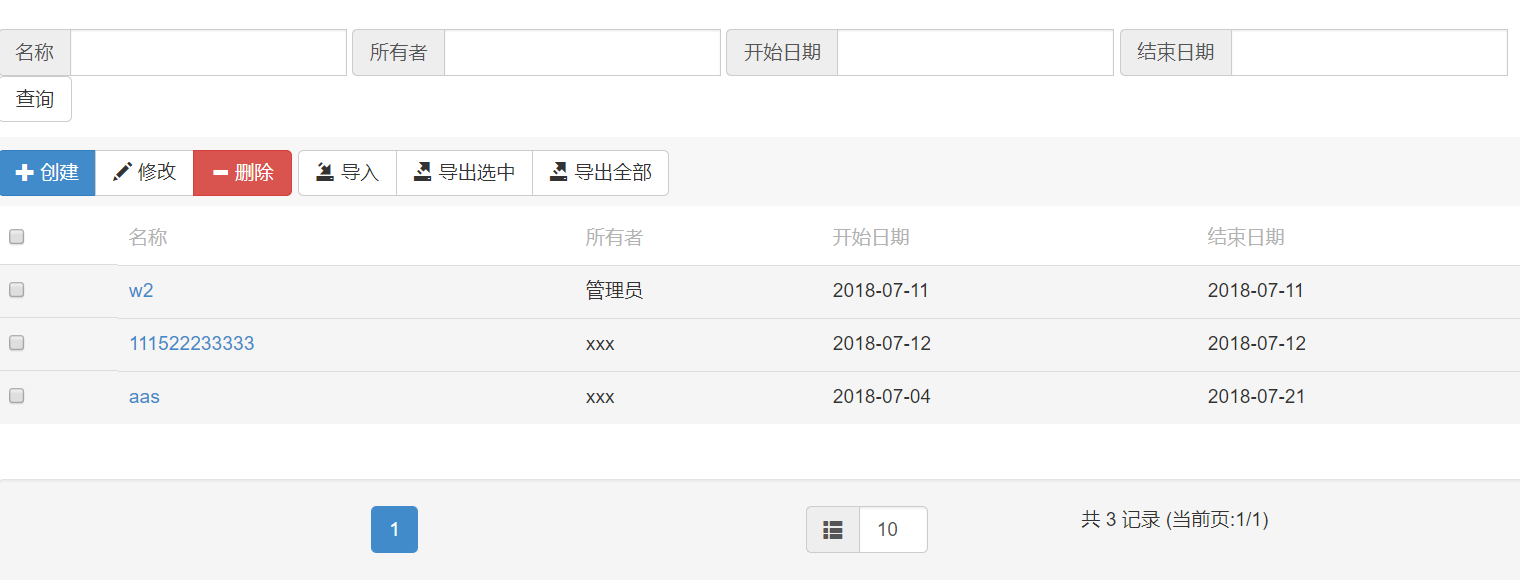 名称 所有者 开始日期 结束日期
查询
创建 修改 删除 导入 导出选中 导出全部
名称 所有者 开始日期 结束日期
w2 管理员 2018-07-11 2018-07-11
111522233333 xxx 2018-07-12 2018-07-12
aas xxx 2018-07-04 2018-07-21
1 10 共 3 记录 (当前页:1/1)